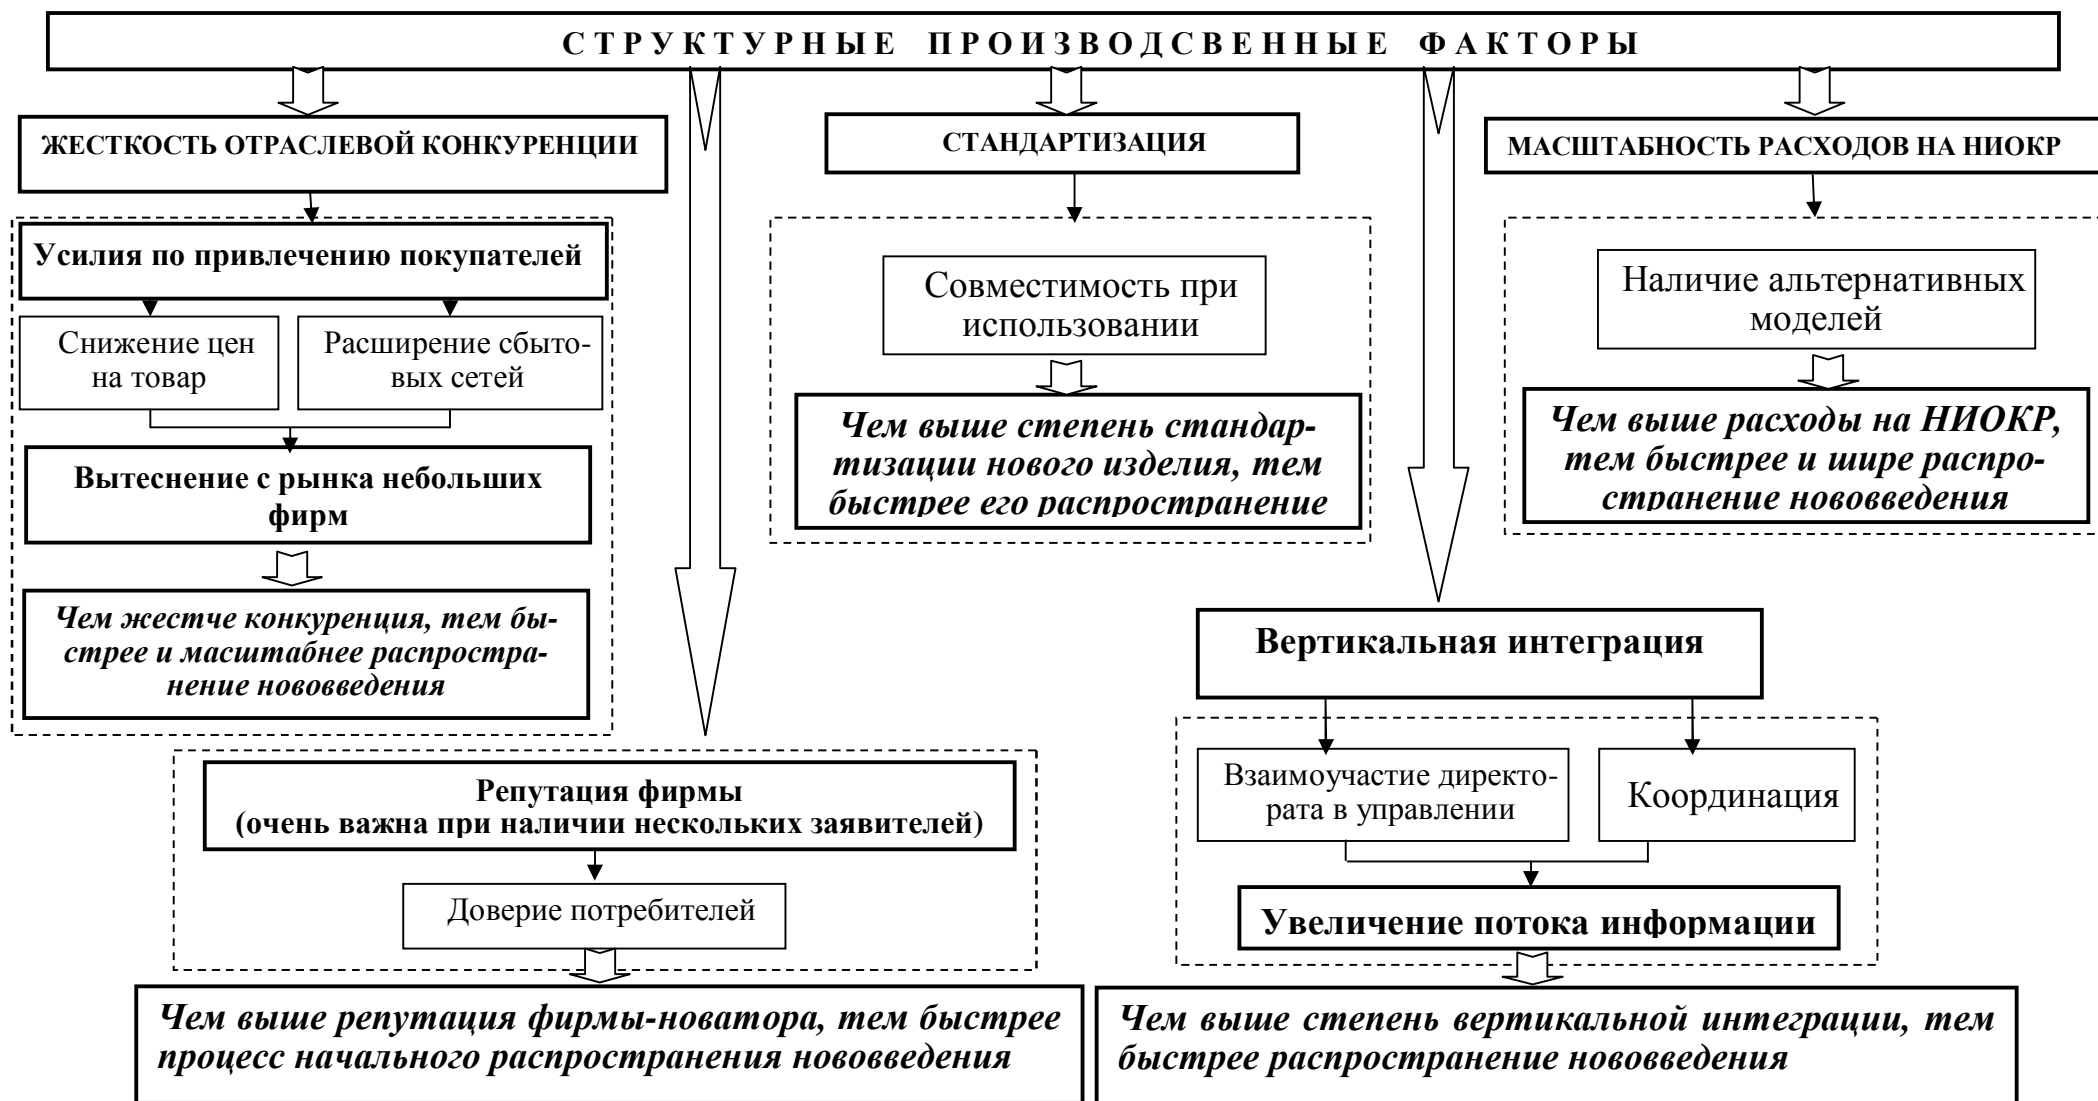 СТРУКТУРНЫЕ ПРОИЗВОДСВЕННЫЕ ФАКТОРЫ
ЖЕСТКОСТЬ ОТРАСЛЕВОЙ КОНКУРЕНЦИИ
Усилия по привлечению покупателей
Снижение цен
на товар
Расширение сбыто-
вых сетей
Вытеснение с рынка небольших
фирм
Чем жестче конкуренция, тем бы-
стрее и масштабнее распростра-
нение нововведения
СТАНДАРТИЗАЦИЯ
Совместимость при
использовании
Чем выше степень стандар-
тизации нового изделия, тем
быстрее его распространение
МАСШТАБНОСТЬ РАСХОДОВ НА НИОКР
Наличие альтернативных
моделей
Чем выше расходы на НИОКР,
тем быстрее и шире распро-
странение нововведения
Репутация фирмы
(очень важна при наличии нескольких заявителей)
Доверие потребителей
Чем выше репутация фирмы-новатора, тем быстрее
процесс начального распространения нововведения
Вертикальная интеграция
Взаимоучастие директо-
рата в управлении
Координация
Увеличение потока информации
Чем выше степень вертикальной интеграции, тем
быстрее распространение нововведения